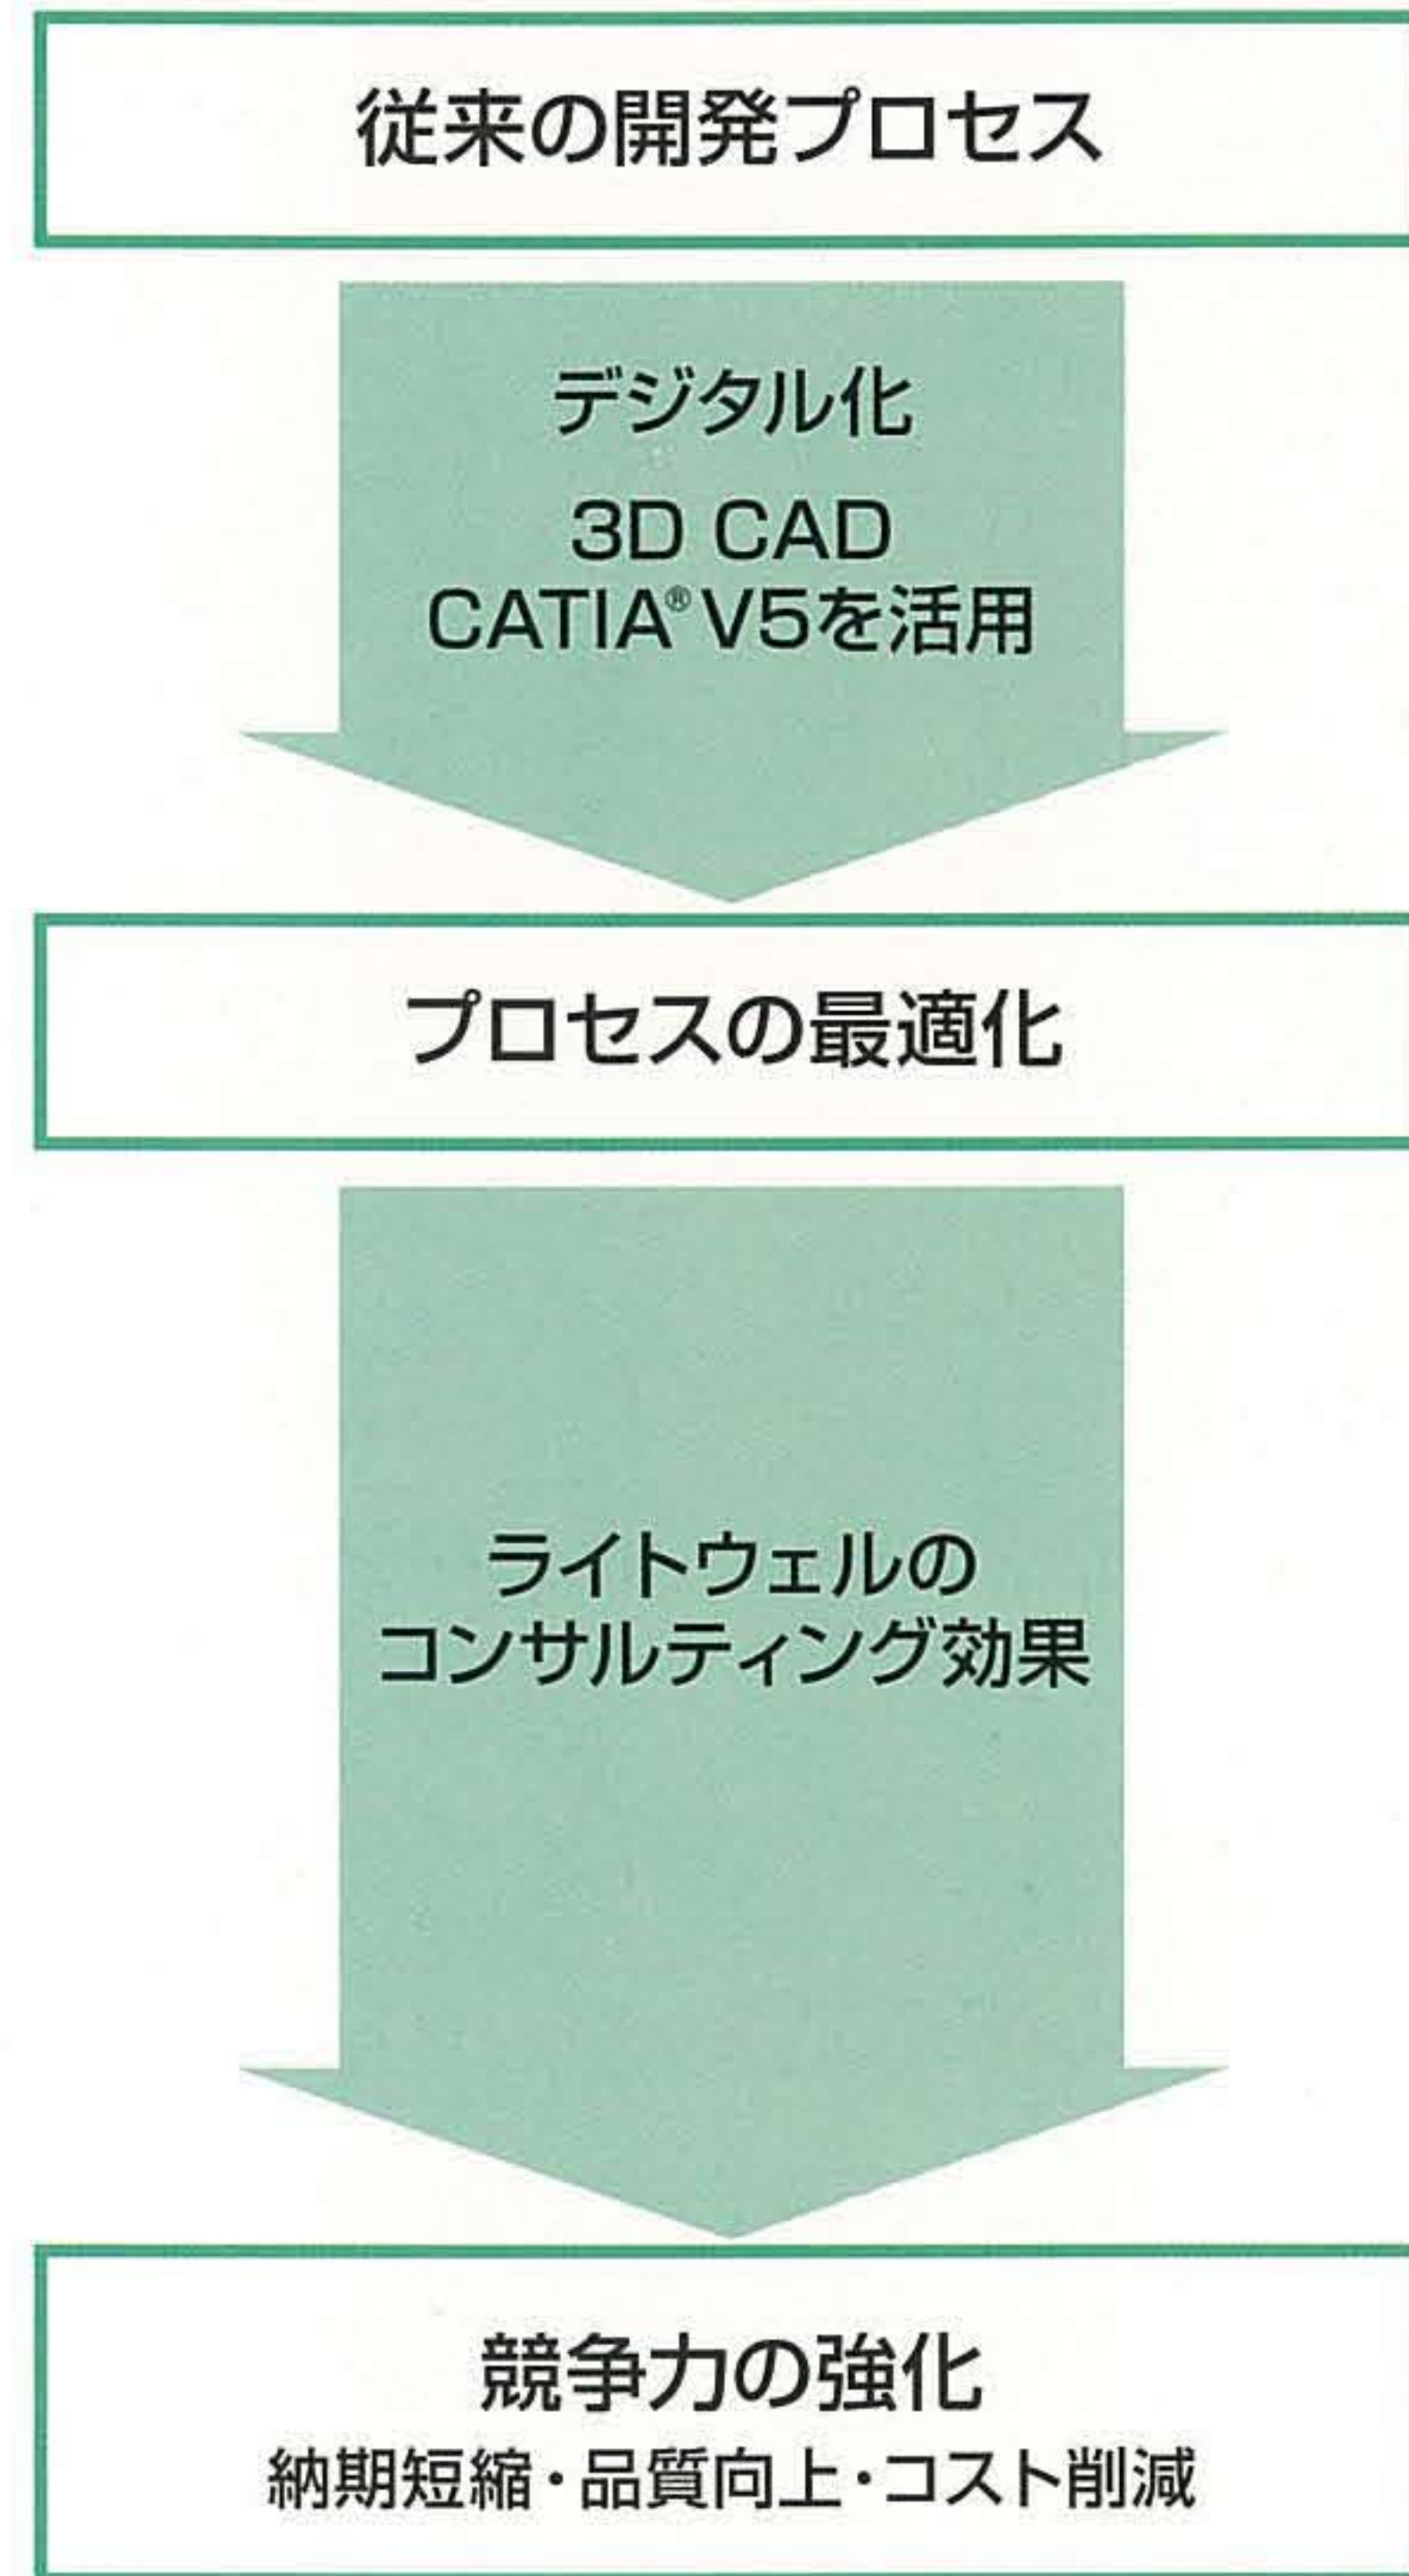 従来の開発プロセス
デジタル化
3D CAD
CATIA® V5を活用
プロセスの最適化
ライトウェルの
コンサルティング効果
競争力の強化
納期短縮・品質向上・コスト削減